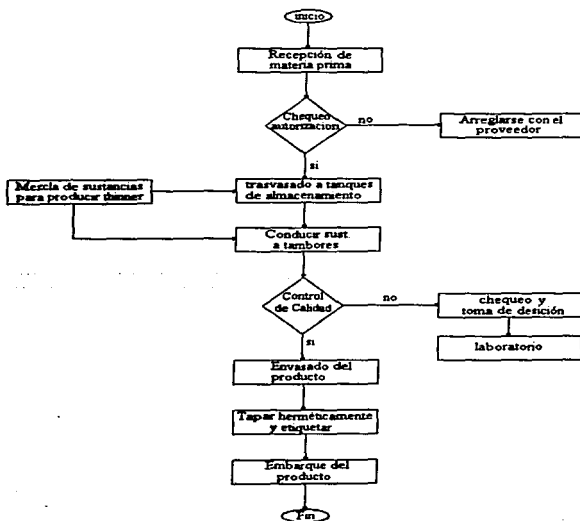 inicio
Recepción de
materia prima
Chequeo
autorizacion
no
Arreglarse con el
proveedor
si
Mezcla de sustancias
para producir thinner
trasvasado a tanques
de almacenamiento
Conducir sust.
a tambores
Control
de Calidad
no
chequeo y
toma de desición
laboratorio
si
Envasado del
producto
Tapar herméticamente
y etiquetar
Embarque del
producto
Fin